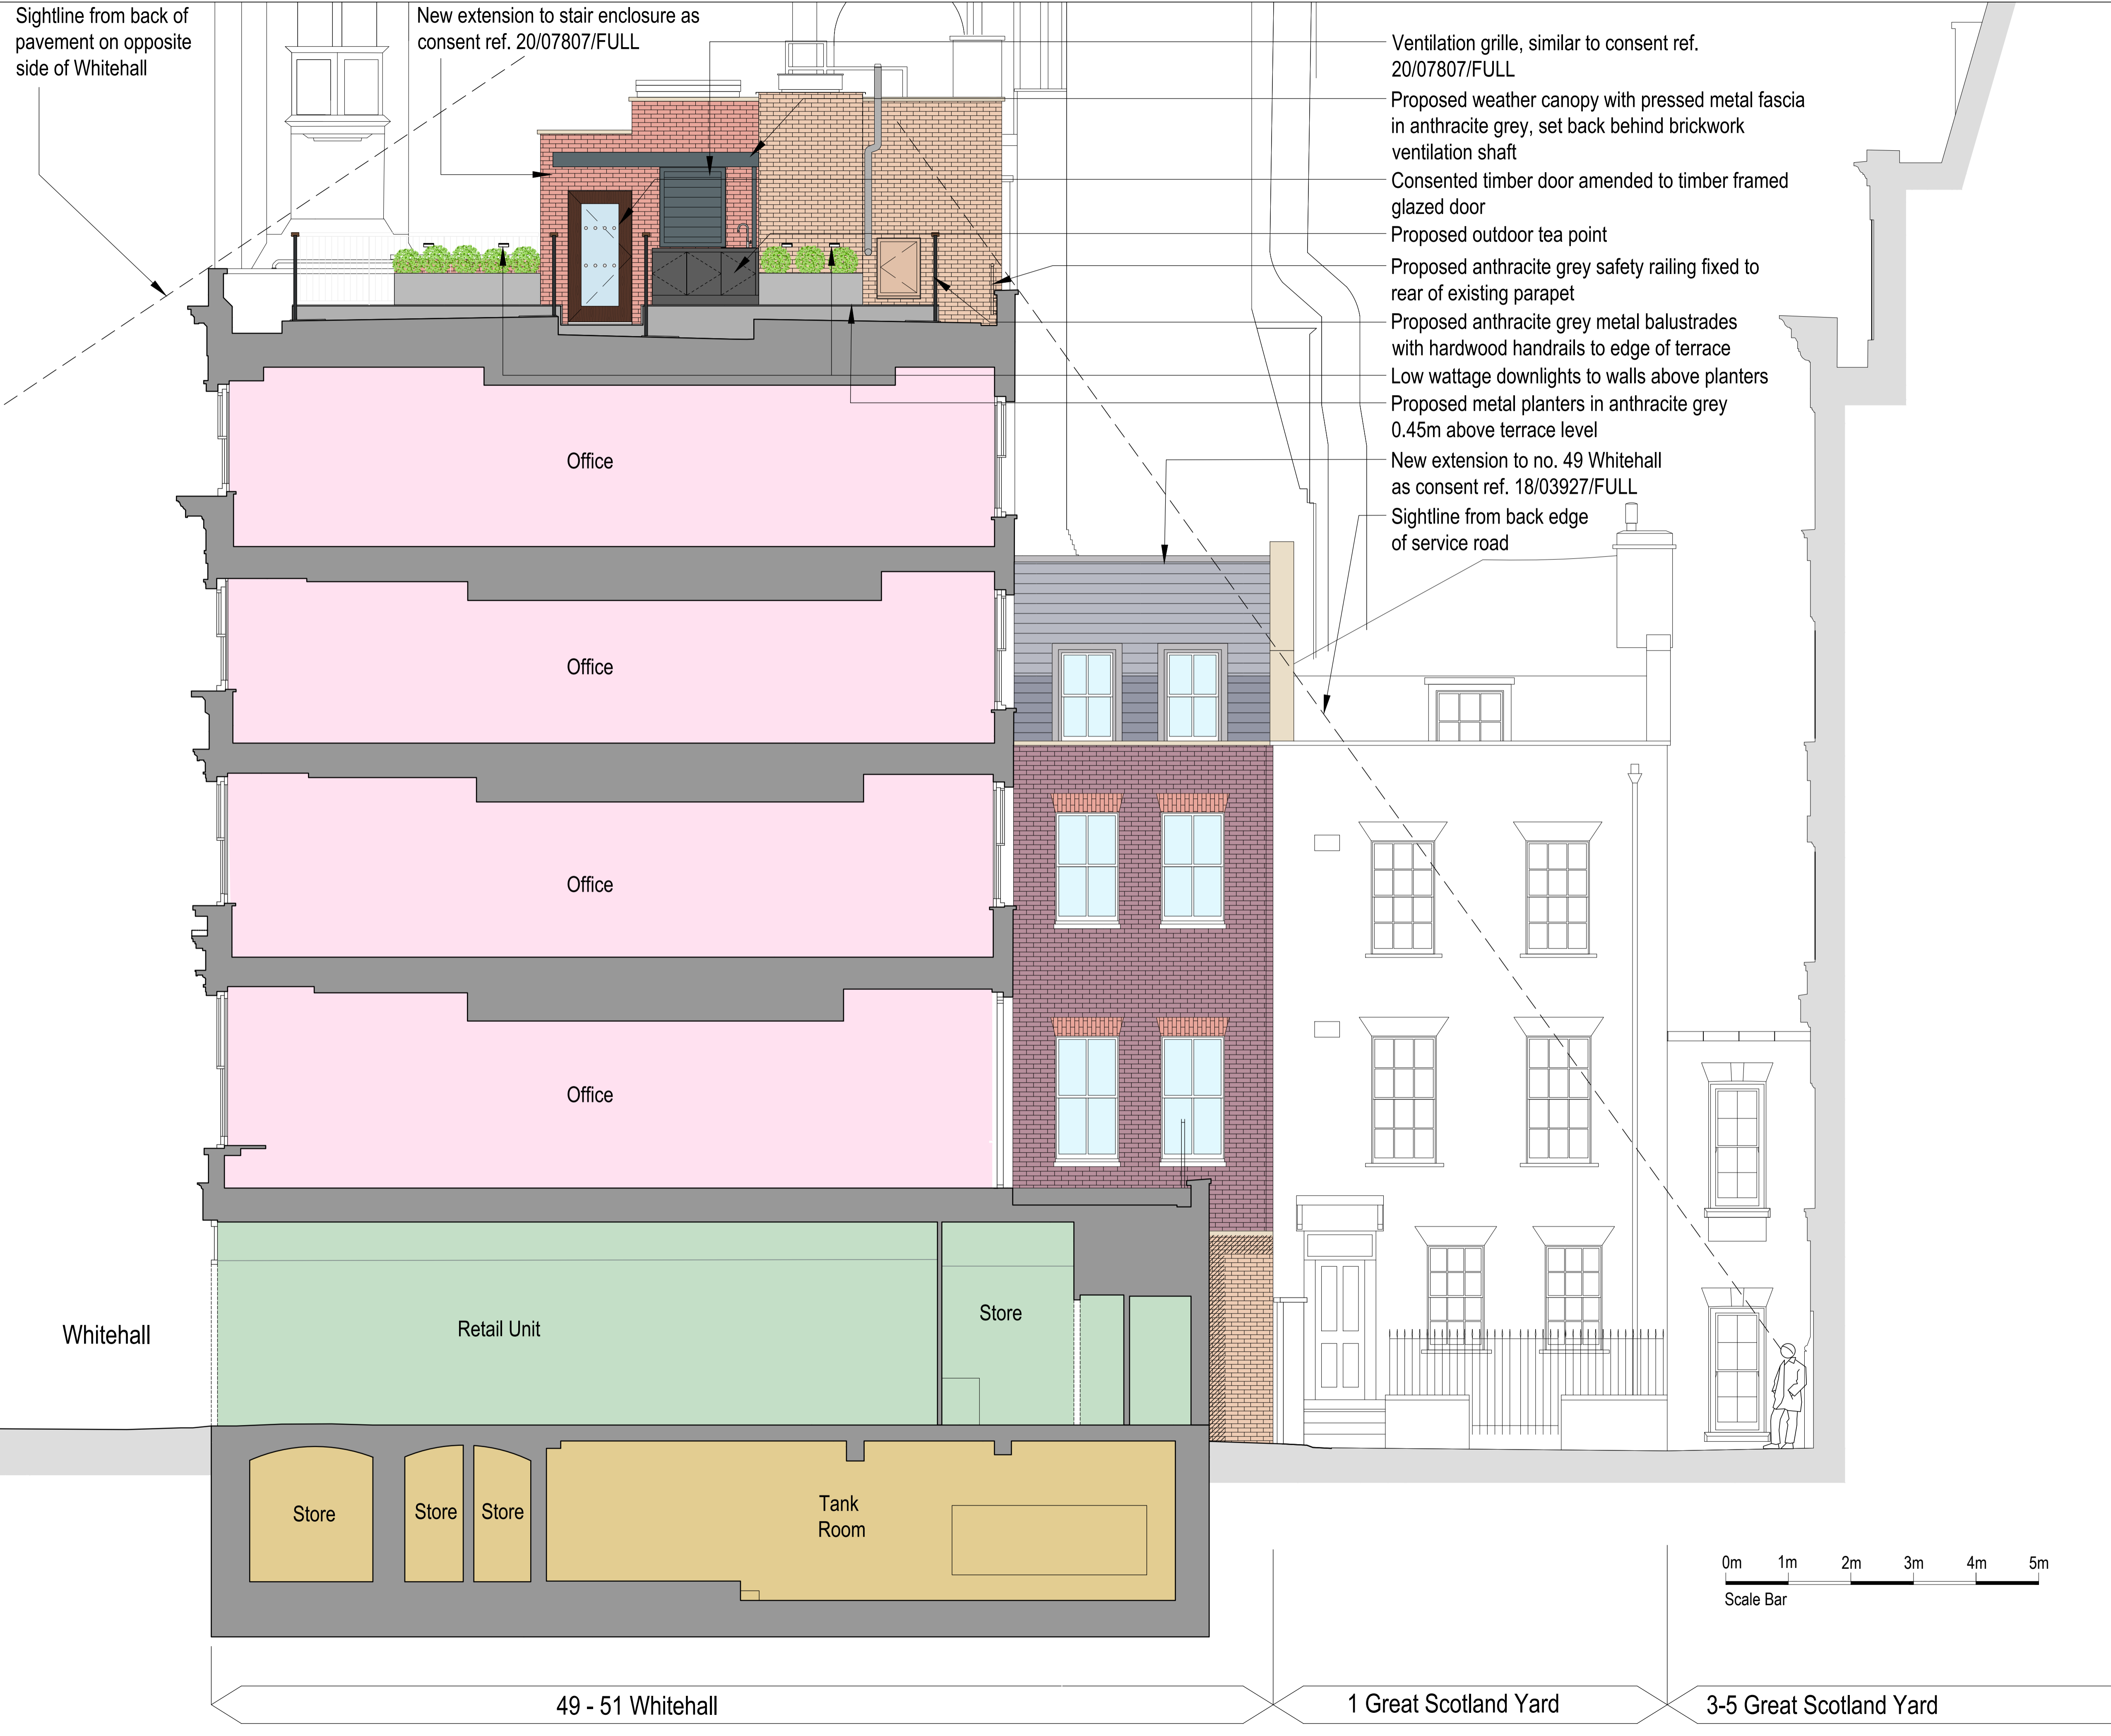 Sightline from back of
pavement on opposite
side of Whitehall
New extension to stair enclosure as
consent ref. 20/07807/FULL
Ventilation grille, similar to consent ref.
20/07807/FULL
Proposed weather canopy with pressed metal fascia
in anthracite grey, set back behind brickwork
ventilation shaft
Consented timber door amended to timber framed
glazed door
Proposed outdoor tea point
Proposed anthracite grey safety railing fixed to
rear of existing parapet
Proposed anthracite grey metal balustrades
with hardwood handrails to edge of terrace
Low wattage downlights to walls above planters
Proposed metal planters in anthracite grey
0.45m above terrace level
New extension to no. 49 Whitehall
as consent ref. 18/03927/FULL
Sightline from back edge
of service road
Office
Office
Office
Office
Whitehall
Retail Unit
Store
Store
Store
Store
Tank
Room
0m 1m 2m 3m 4m 5m
Scale Bar
49 - 51 Whitehall
1 Great Scotland Yard
3-5 Great Scotland Yard